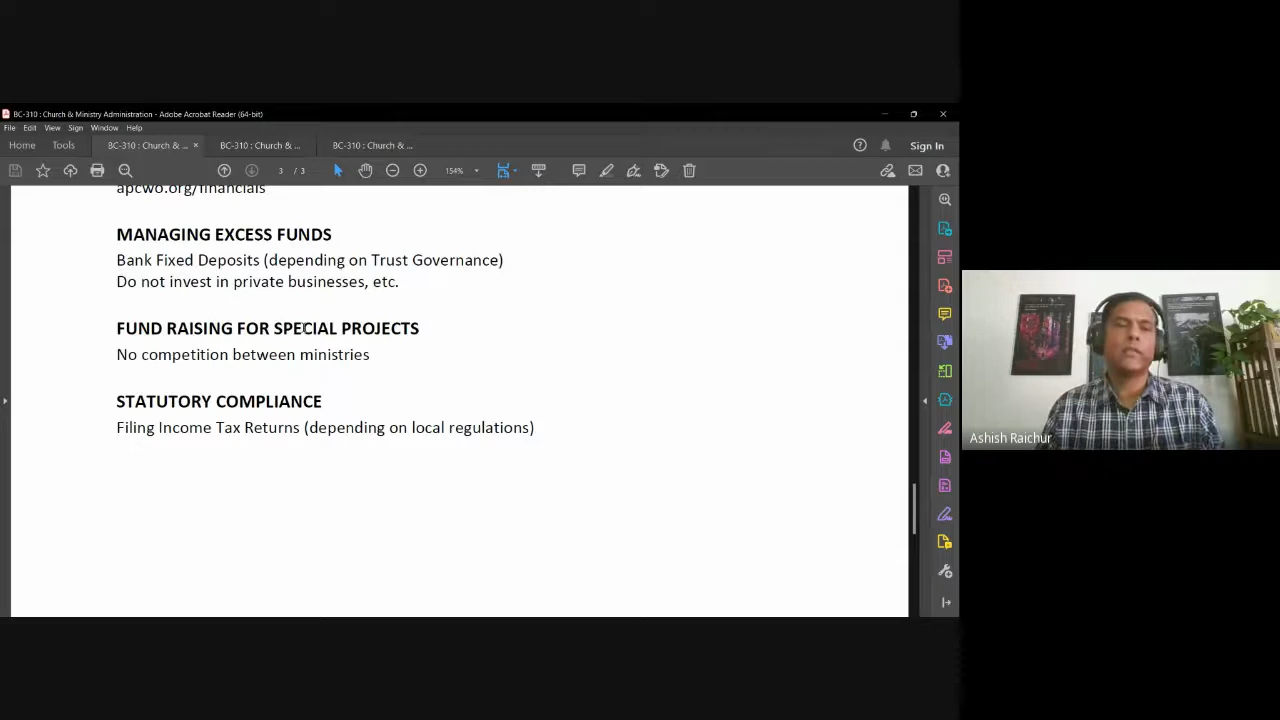 BC-310 : Church & Ministry Administration - Adobe Acrobat Reader (64-bit)
File Edit View Sign Window Help
Home Tools BC-310 : Church & ... × BC-310 : Church & ... BC-310 : Church & ... Sign In
3 / 3 154%
apcwo.org/financials
MANAGING EXCESS FUNDS
Bank Fixed Deposits (depending on Trust Governance)
Do not invest in private businesses, etc.
FUND RAISING FOR SPECIAL PROJECTS
No competition between ministries
STATUTORY COMPLIANCE
Filing Income Tax Returns (depending on local regulations)
Ashish Raichur